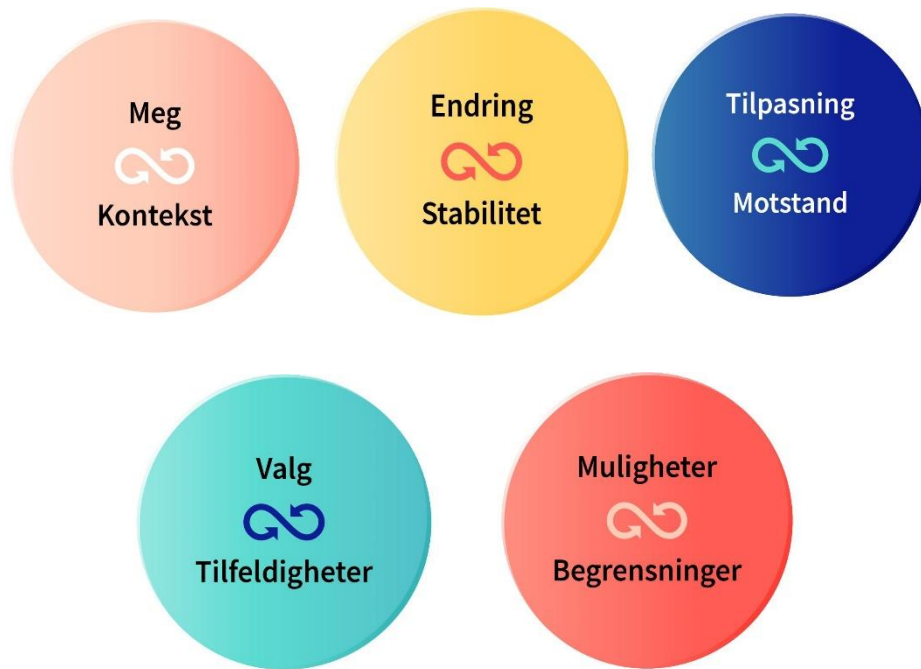 Meg
Kontekst
Endring
Stabilitet
Tilpasning
Motstand
Valg
Tilfeldigheter
Muligheter
Begrensninger